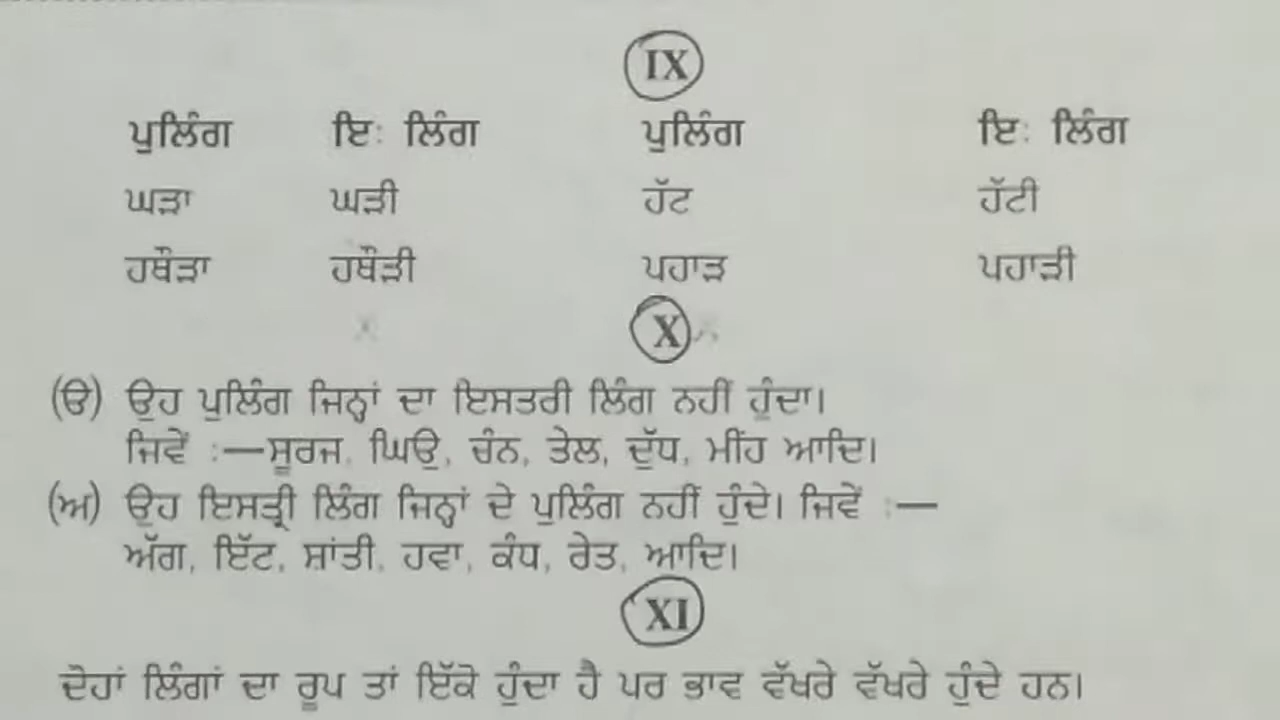 IX
ਪੁਲਿੰਗ ਇਃ ਲਿੰਗ ਪੁਲਿੰਗ ਇਃ ਲਿੰਗ
ਘੜਾ ਘੜੀ ਹੱਟ ਹੱਟੀ
ਹਥੌੜਾ ਹਥੌੜੀ ਪਹਾੜ ਪਹਾੜੀ
X
(ੳ) ਉਹ ਪੁਲਿੰਗ ਜਿਨ੍ਹਾਂ ਦਾ ਇਸਤਰੀ ਲਿੰਗ ਨਹੀਂ ਹੁੰਦਾ।
ਜਿਵੇਂ :—ਸੂਰਜ, ਘਿਉ, ਚੰਨ, ਤੇਲ, ਦੁੱਧ, ਮੀਂਹ ਆਦਿ।
(ਅ) ਉਹ ਇਸਤ੍ਰੀ ਲਿੰਗ ਜਿਨ੍ਹਾਂ ਦੇ ਪੁਲਿੰਗ ਨਹੀਂ ਹੁੰਦੇ। ਜਿਵੇਂ :—
ਅੱਗ, ਇੱਟ, ਸ਼ਾਂਤੀ, ਹਵਾ, ਕੰਧ, ਰੇਤ, ਆਦਿ।
XI
ਦੋਹਾਂ ਲਿੰਗਾਂ ਦਾ ਰੂਪ ਤਾਂ ਇੱਕੋ ਹੁੰਦਾ ਹੈ ਪਰ ਭਾਵ ਵੱਖਰੇ ਵੱਖਰੇ ਹੁੰਦੇ ਹਨ।